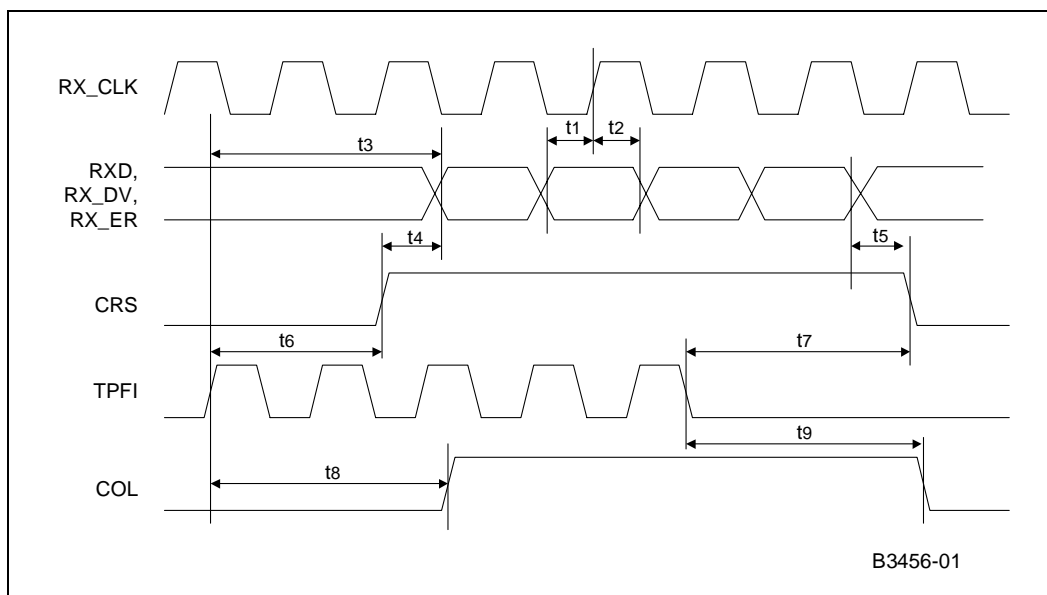 RX_CLK
t1
t2
t3
RXD,
RX_DV,
RX_ER
t4
t5
CRS
t6
t7
TPFI
t9
t8
COL
B3456-01